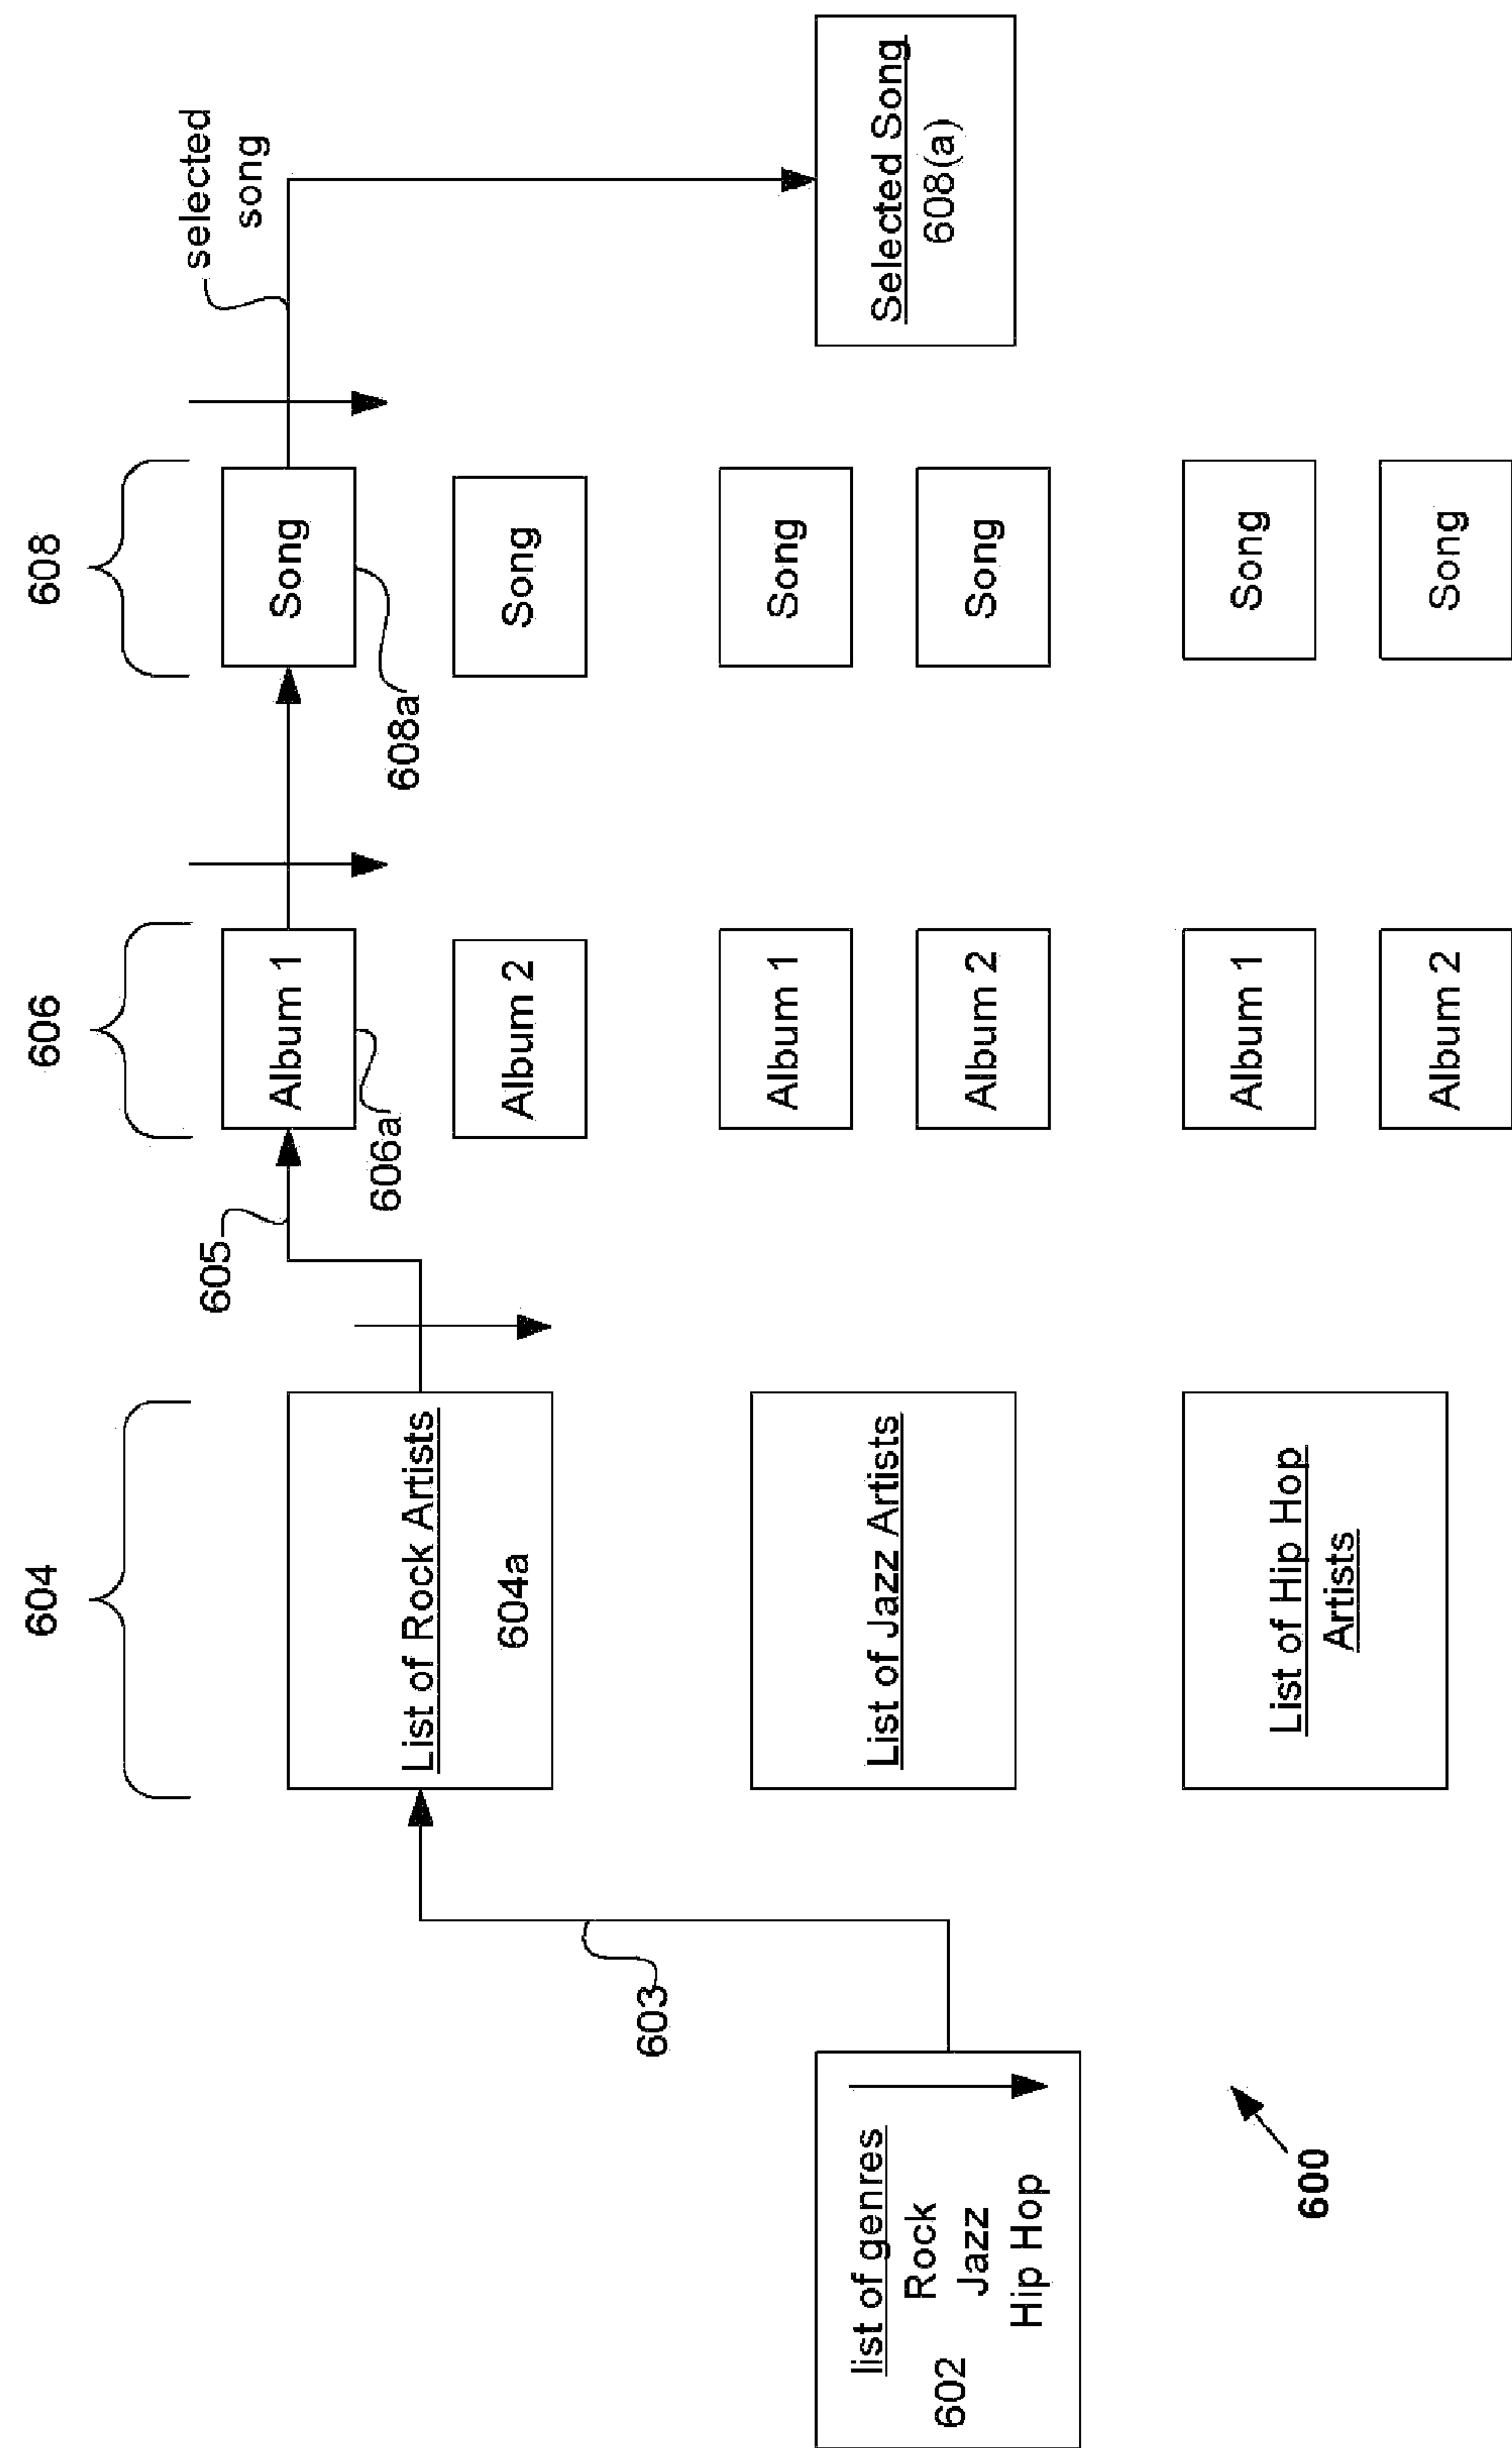 604
606
608
selected
song
605
Album 1
Song
606a
608a
List of Rock Artists
604a
Album 2
Song
603
list of genres
Rock
602
Jazz
Hip Hop
List of Jazz Artists
Album 1
Song
Album 2
Song
Selected Song
608(a)
600
List of Hip Hop
Artists
Album 1
Song
Album 2
Song